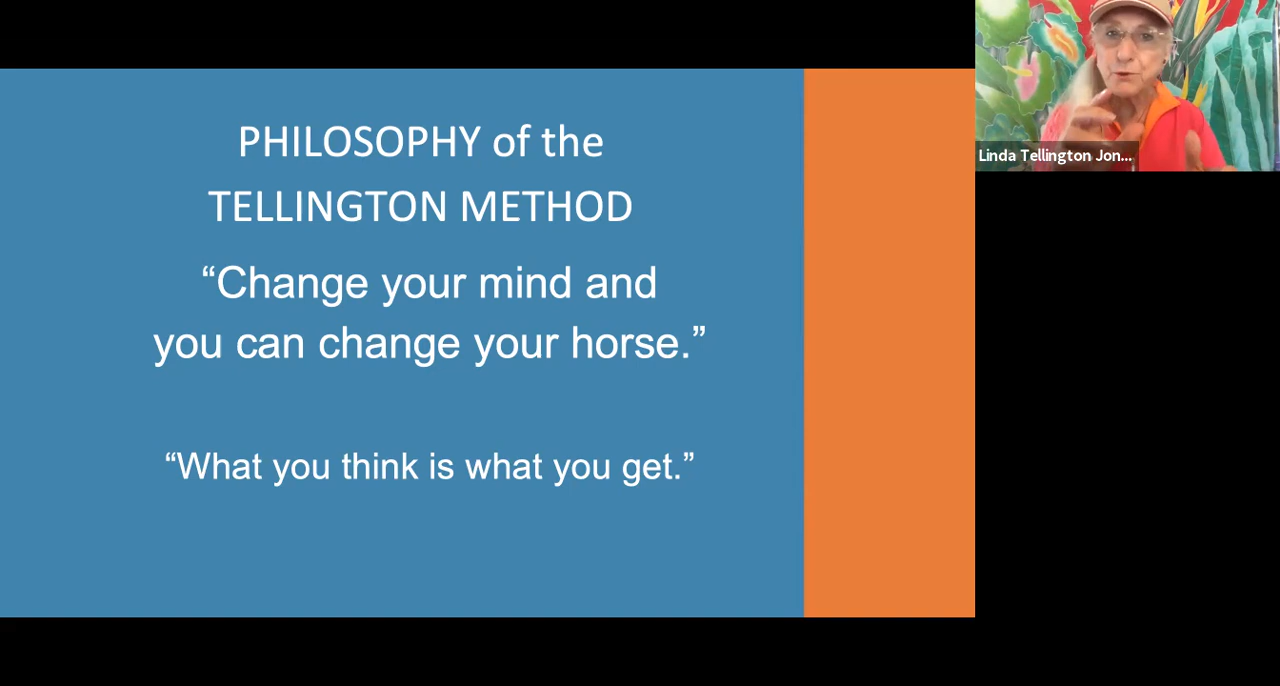 PHILOSOPHY of the
TELLINGTON METHOD
“Change your mind and
you can change your horse.”
“What you think is what you get.”
Linda Tellington Jon...